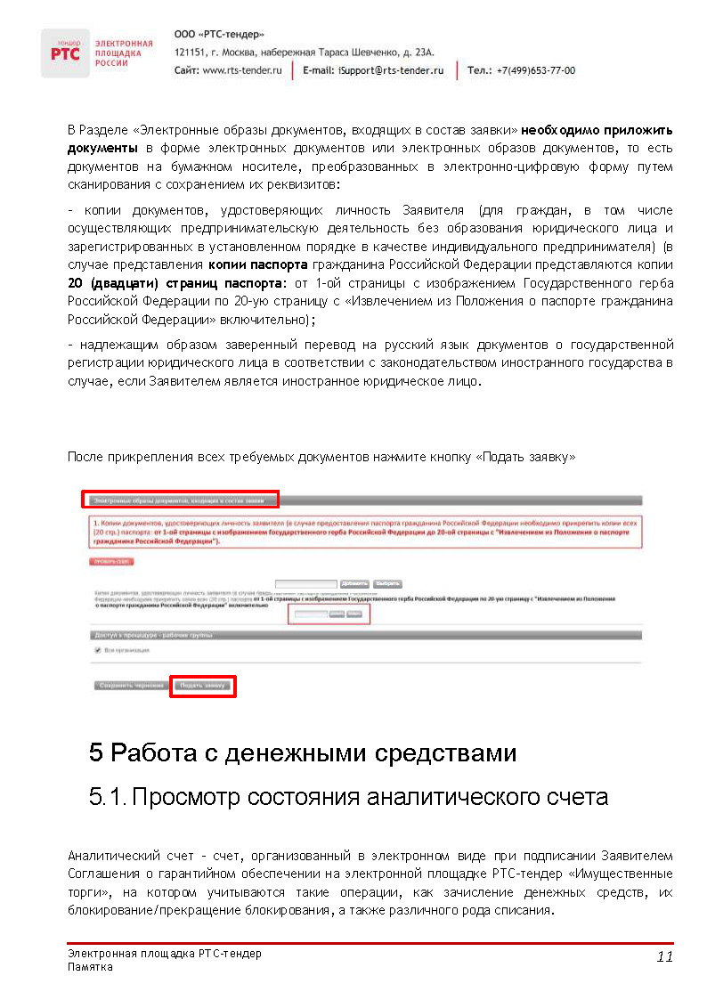 тендер
РТС
ЭЛЕКТРОННАЯ
ПЛОЩАДКА
РОССИИ
ООО «РТС-тендер»
121151, г. Москва, набережная Тараса Шевченко, д. 23А.
Сайт: www.rts-tender.ru | E-mail: iSupport@rts-tender.ru | Тел.: +7(499)653-77-00
В Разделе «Электронные образы документов, входящих в состав заявки» необходимо приложить
документы в форме электронных документов или электронных образов документов, то есть
документов на бумажном носителе, преобразованных в электронно-цифровую форму путем
сканирования с сохранением их реквизитов:
- копии документов, удостоверяющих личность Заявителя (для граждан, в том числе
осуществляющих предпринимательскую деятельность без образования юридического лица и
зарегистрированных в установленном порядке в качестве индивидуального предпринимателя) (в
случае представления копии паспорта гражданина Российской Федерации представляются копии
20 (двадцати) страниц паспорта: от 1-ой страницы с изображением Государственного герба
Российской Федерации по 20-ую страницу с «Извлечением из Положения о паспорте гражданина
Российской Федерации» включительно);
- надлежащим образом заверенный перевод на русский язык документов о государственной
регистрации юридического лица в соответствии с законодательством иностранного государства в
случае, если Заявителем является иностранное юридическое лицо.
После прикрепления всех требуемых документов нажмите кнопку «Подать заявку»
Электронные образы документов, входящих в состав заявки
1. Копии документов, удостоверяющих личность заявителя (в случае предоставления паспорта гражданина Российской Федерации необходимо прикрепить копии всех
(20 стр.) паспорта: от 1-ой страницы с изображением Государственного герба Российской Федерации до 20-ой страницы с "Извлечением из Положения о паспорте
гражданина Российской Федерации").
Добавить Выбрать
Копии документов, удостоверяющих личность заявителя (в случае
Федерации необходимо прикрепить копии всех (20 стр.) паспорта от 1-ой страницы с изображением Государственного герба Российской Федерации по 20-ую страницу с "Извлечением из Положения
о паспорте гражданина Российской Федерации" включительно
Доступ к процедуре - рабочие группы
Вся организация
Сохранить черновик Подать заявку
5 Работа с денежными средствами
5.1. Просмотр состояния аналитического счета
Аналитический счет - счет, организованный в электронном виде при подписании Заявителем
Соглашения о гарантийном обеспечении на электронной площадке РТС-тендер «Имущественные
торги», на котором учитываются такие операции, как зачисление денежных средств, их
блокирование/прекращение блокирования, а также различного рода списания.
Электронная площадка РТС-тендер
Памятка
11